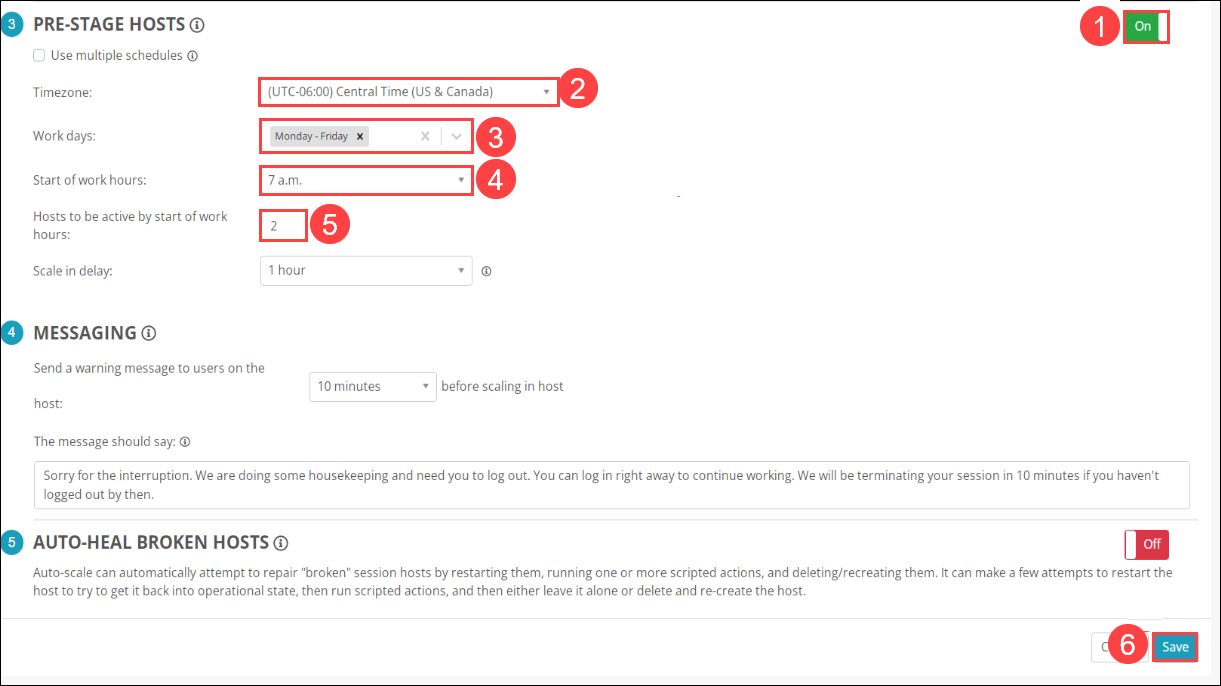 3 PRE-STAGE HOSTS
1 On
Use multiple schedules
Timezone: (UTC-06:00) Central Time (US & Canada) 2
Work days: Monday - Friday 3
Start of work hours: 7 a.m. 4
Hosts to be active by start of work
hours: 2 5
Scale in delay: 1 hour
4 MESSAGING
Send a warning message to users on the
host: 10 minutes before scaling in host
The message should say:
Sorry for the interruption. We are doing some housekeeping and need you to log out. You can log in right away to continue working. We will be terminating your session in 10 minutes if you haven't
logged out by then.
5 AUTO-HEAL BROKEN HOSTS Off
Auto-scale can automatically attempt to repair "broken" session hosts by restarting them, running one or more scripted actions, and deleting/recreating them. It can make a few attempts to restart the
host to try to get it back into operational state, then run scripted actions, and then either leave it alone or delete and re-create the host.
6 Save